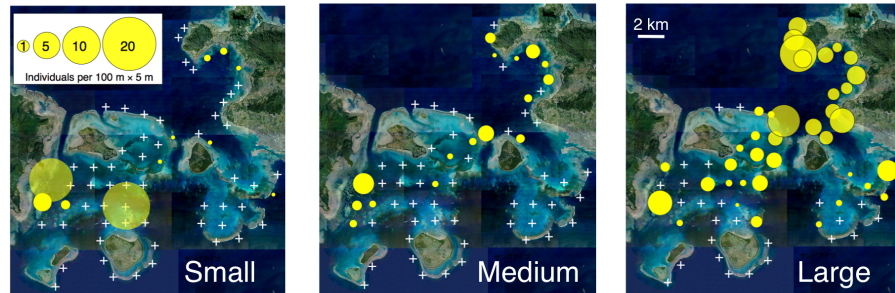 1 5 10 20
Individuals per 100 m × 5 m
Small
Medium
2 km
Large